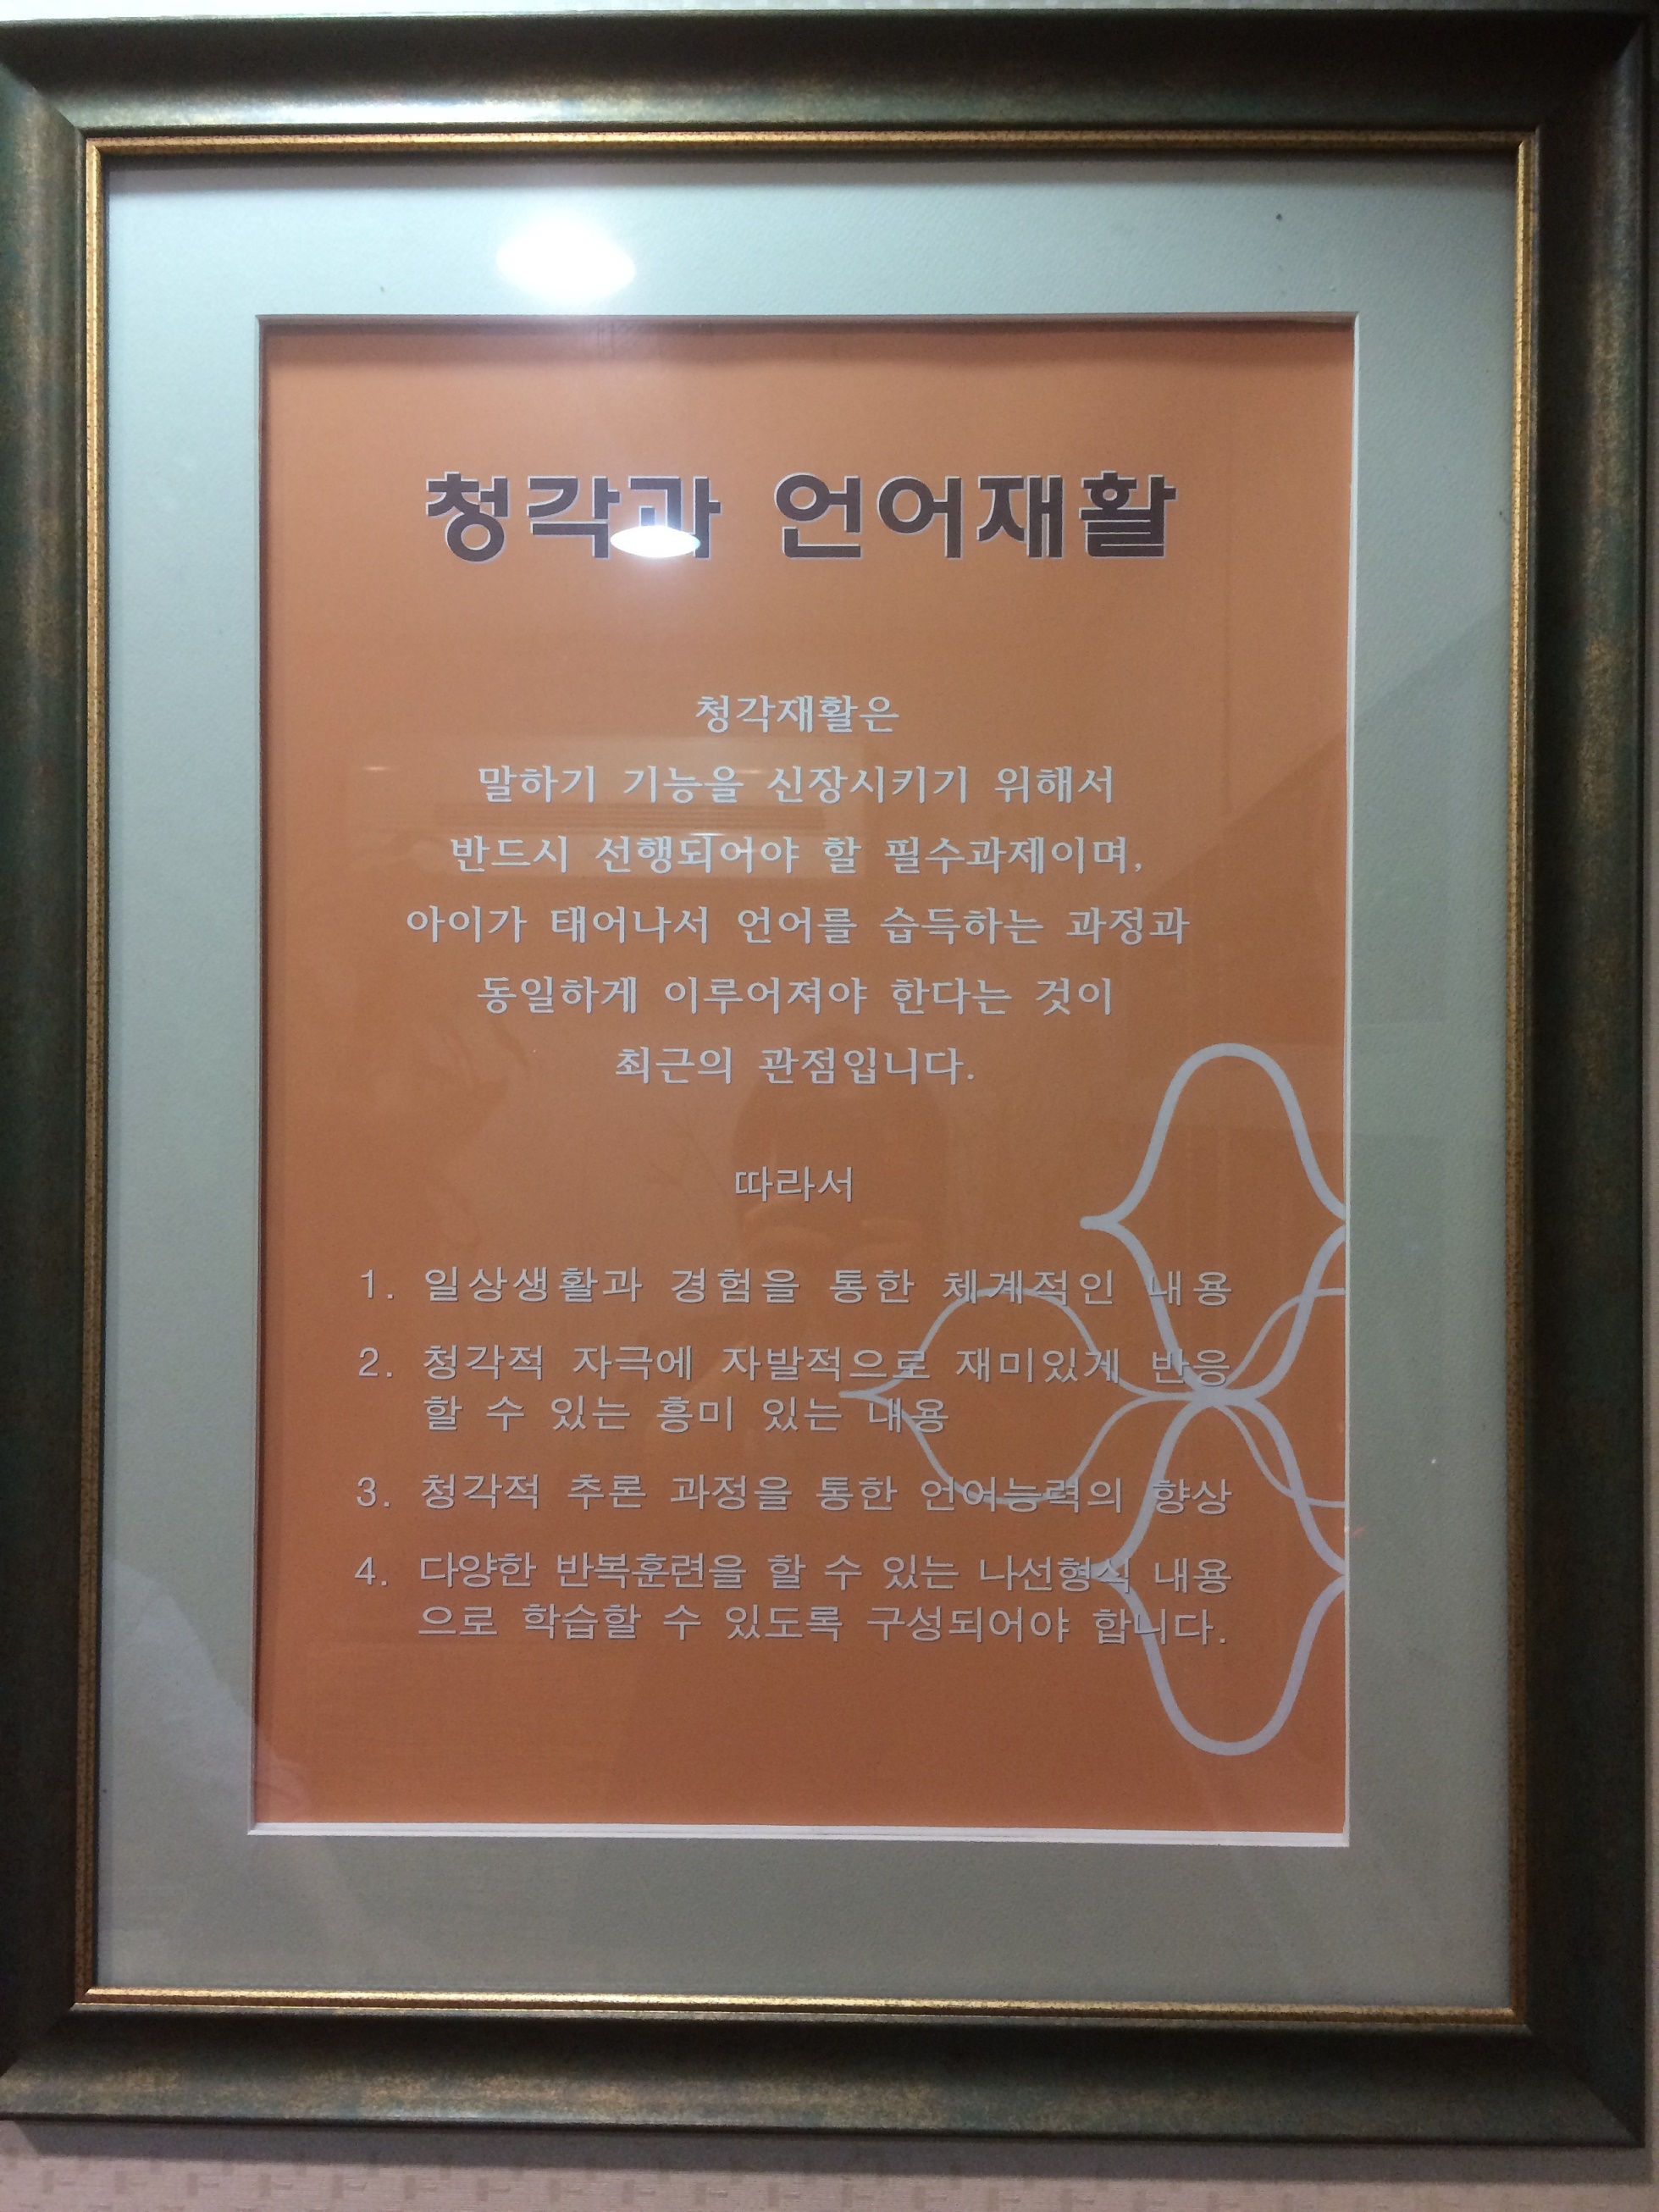 청각과 언어재활
청각재활은
말하기 기능을 신장시키기 위해서
반드시 선행되어야 할 필수과제이며,
아이가 태어나서 언어를 습득하는 과정과
동일하게 이루어져야 한다는 것이
최근의 관점입니다.
따라서
1. 일상생활과 경험을 통한 체계적인 내용
2. 청각적 자극에 자발적으로 재미있게 반응
할 수 있는 흥미 있는 내용
3. 청각적 추론 과정을 통한 언어능력의 향상
4. 다양한 반복훈련을 할 수 있는 나선형식 내용
으로 학습할 수 있도록 구성되어야 합니다.